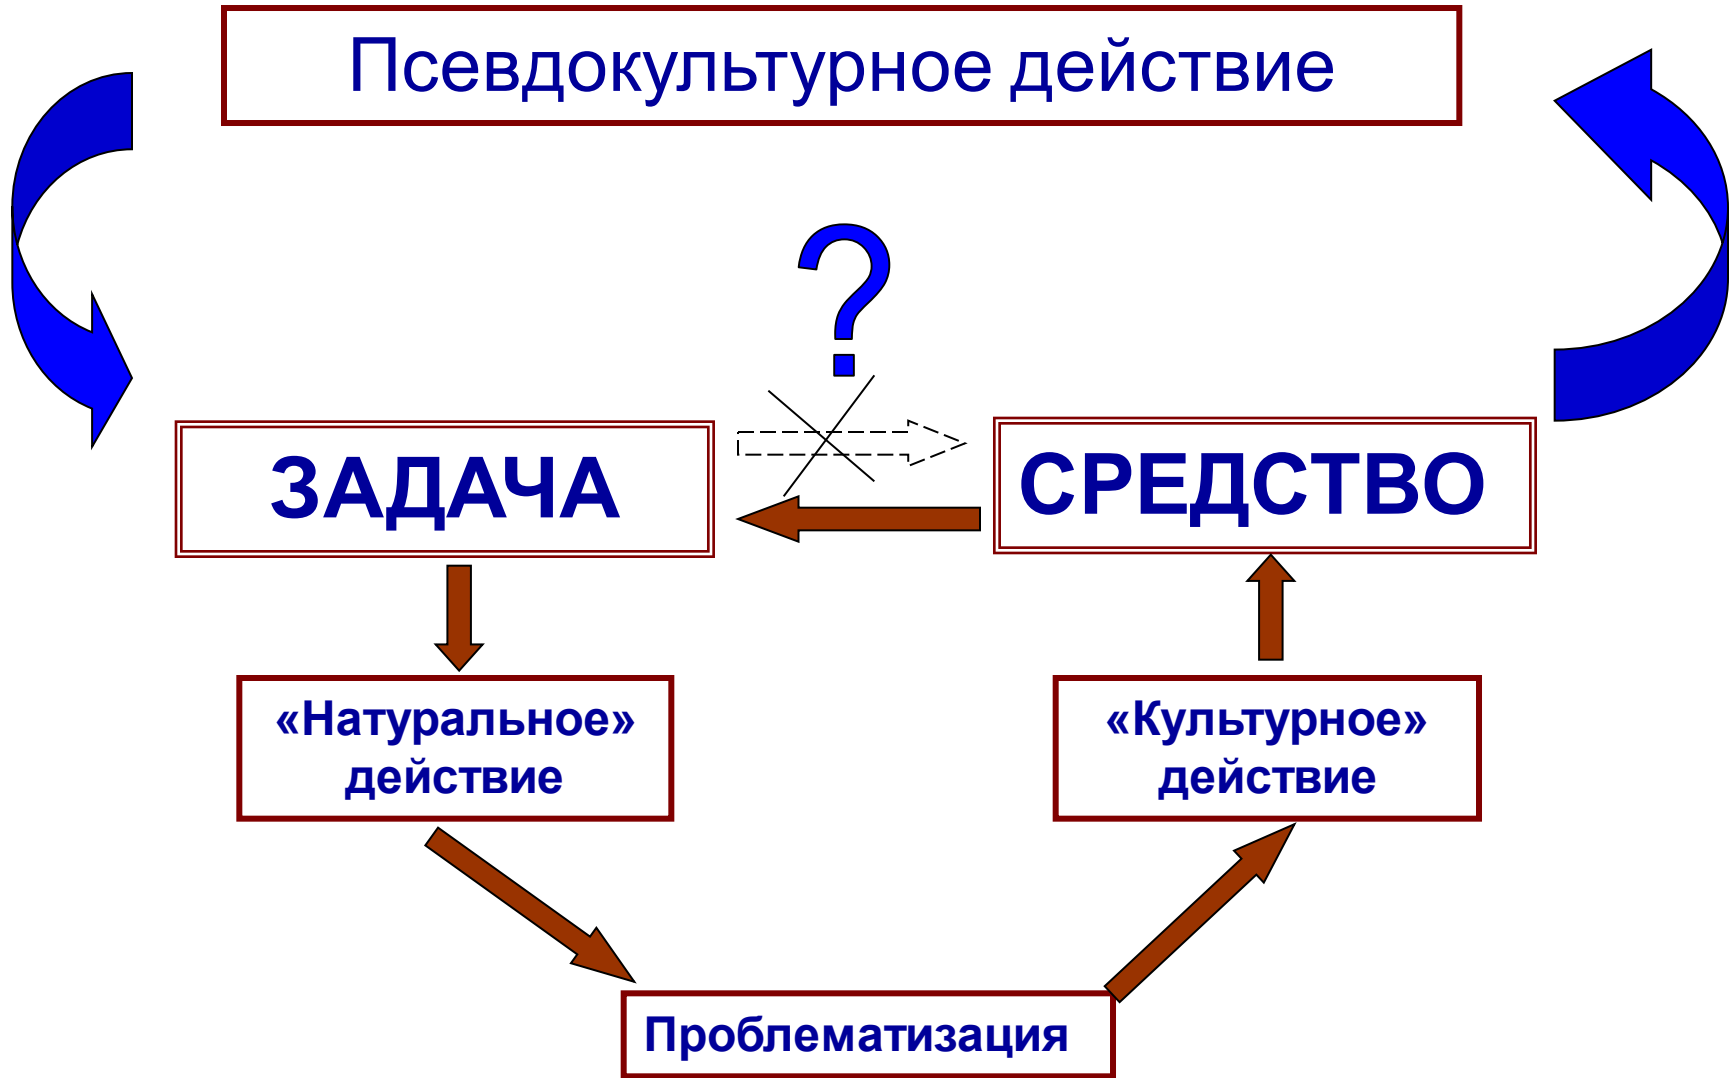 Псевдокультурное действие
?
ЗАДАЧА
СРЕДСТВО
«Натуральное»
действие
«Культурное»
действие
Проблематизация